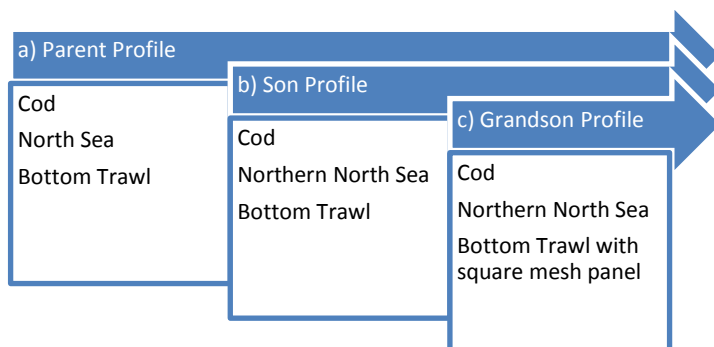 a) Parent Profile
Cod
North Sea
Bottom Trawl
b) Son Profile
Cod
Northern North Sea
Bottom Trawl
c) Grandson Profile
Cod
Northern North Sea
Bottom Trawl with
square mesh panel